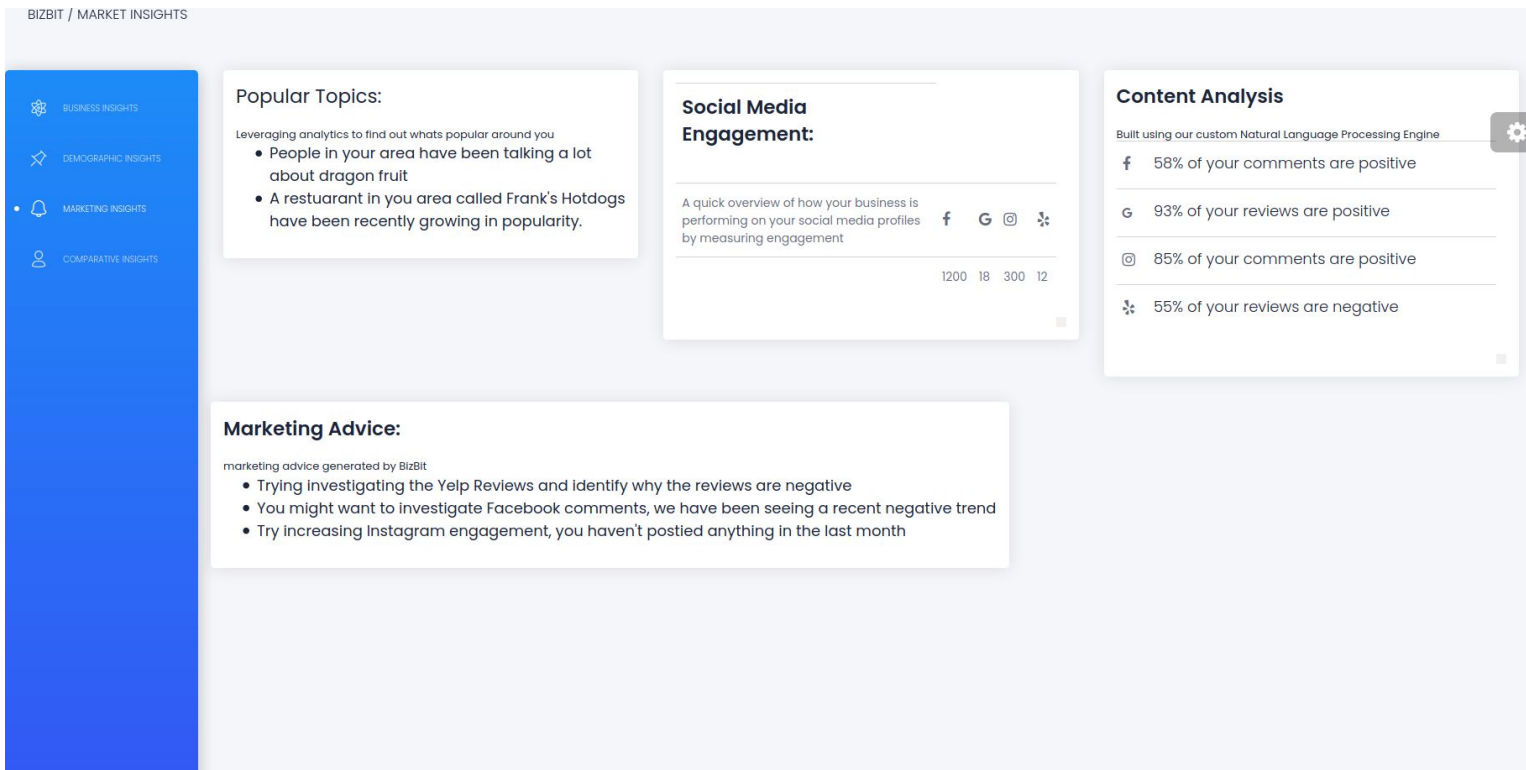 BIZBIT / MARKET INSIGHTS
BUSINESS INSIGHTS
DEMOGRAPHIC INSIGHTS
MARKETING INSIGHTS
COMPARATIVE INSIGHTS
Popular Topics:
Leveraging analytics to find out whats popular around you
People in your area have been talking a lot
about dragon fruit
A restuarant in you area called Frank's Hotdogs
have been recently growing in popularity.
Social Media
Engagement:
A quick overview of how your business is
performing on your social media profiles
by measuring engagement
1200 18 300 12
Content Analysis
Built using our custom Natural Language Processing Engine
58% of your comments are positive
93% of your reviews are positive
85% of your comments are positive
55% of your reviews are negative
Marketing Advice:
marketing advice generated by BizBit
Trying investigating the Yelp Reviews and identify why the reviews are negative
You might want to investigate Facebook comments, we have been seeing a recent negative trend
Try increasing Instagram engagement, you haven't postied anything in the last month